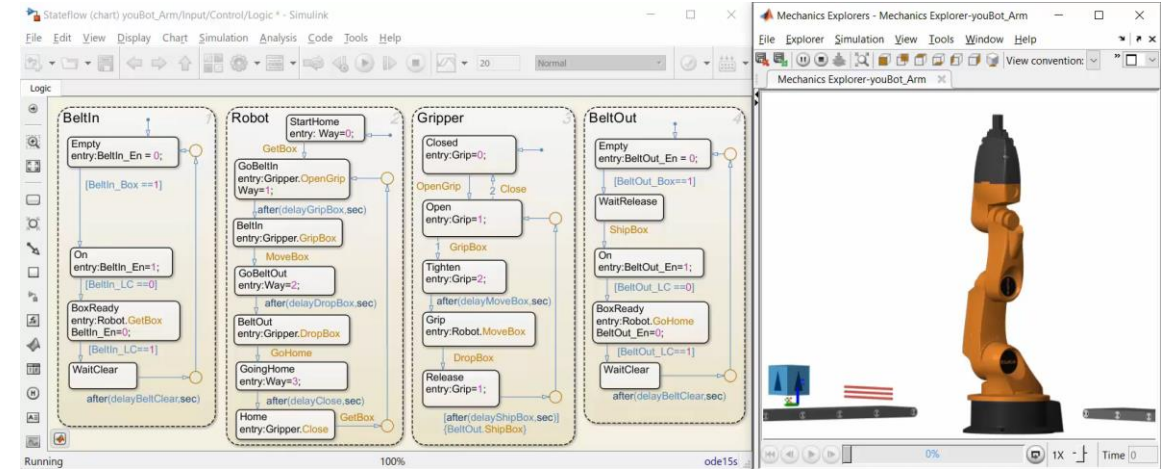 Stateflow (chart) youBot_Arm/Input/Control/Logic * - Simulink
File Edit View Display Chart Simulation Analysis Code Tools Help
20
Normal
Logic
BeltIn
1
Empty
entry:BeltIn_En = 0;
[BeltIn_Box ==1]
On
entry:BeltIn_En=1;
[BeltIn_LC ==0]
BoxReady
entry:Robot.GetBox
BeltIn_En=0;
[BeltIn_LC==1]
WaitClear
after(delayBeltClear,sec)
Robot
2
StartHome
entry: Way=0;
GetBox
GoBeltIn
entry:Gripper.OpenGrip
Way=1;
after(delayGripBox,sec)
BeltIn
entry:Gripper.GripBox
MoveBox
GoBeltOut
entry:Way=2;
after(delayDropBox,sec)
BeltOut
entry:Gripper.DropBox
GoHome
GoingHome
entry:Way=3;
after(delayClose,sec)
Home
entry:Gripper.Close
GetBox
Gripper
3
Closed
entry:Grip=0;
OpenGrip
2 Close
Open
entry:Grip=1;
1 GripBox
Tighten
entry:Grip=2;
after(delayMoveBox,sec)
Grip
entry:Robot.MoveBox
DropBox
Release
entry:Grip=1;
[after(delayShipBox,sec)]
{BeltOut.ShipBox}
BeltOut
4
Empty
entry:BeltOut_En = 0;
[BeltOut_Box==1]
WaitRelease
ShipBox
On
entry:BeltOut_En=1;
[BeltOut_LC ==0]
BoxReady
entry:Robot.GoHome
BeltOut_En=0;
[BeltOut_LC==1]
WaitClear
after(delayBeltClear,sec)
Running
100%
ode15s
Mechanics Explorers - Mechanics Explorer-youBot_Arm
File Explorer Simulation View Tools Window Help
View convention:
Mechanics Explorer-youBot_Arm
0%
1X
Time 0